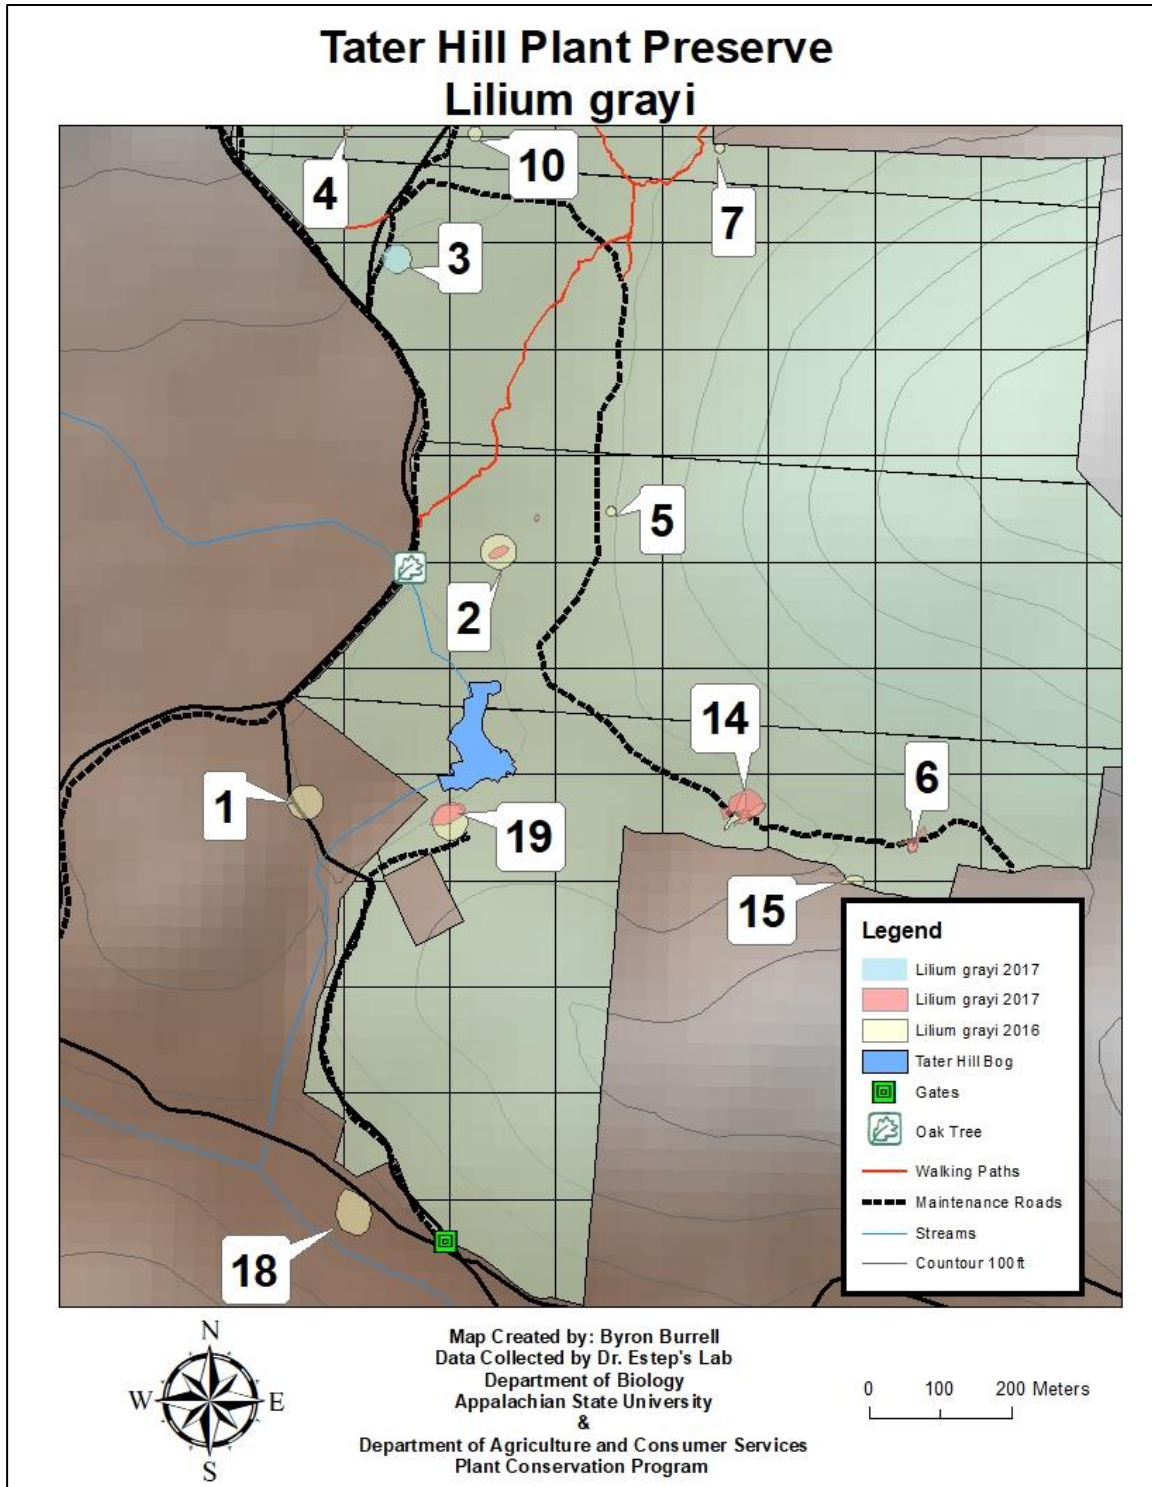 Tater Hill Plant Preserve
Lilium grayi
4
10
7
3
5
2
14
6
1
19
15
18
Legend
Lilium grayi 2017
Lilium grayi 2017
Lilium grayi 2016
Tater Hill Bog
Gates
Oak Tree
Walking Paths
Maintenance Roads
Streams
Countour 100ft
N
W E
S
Map Created by: Byron Burrell
Data Collected by Dr. Estep's Lab
Department of Biology
Appalachian State University
&
Department of Agriculture and Consumer Services
Plant Conservation Program
0 100 200 Meters